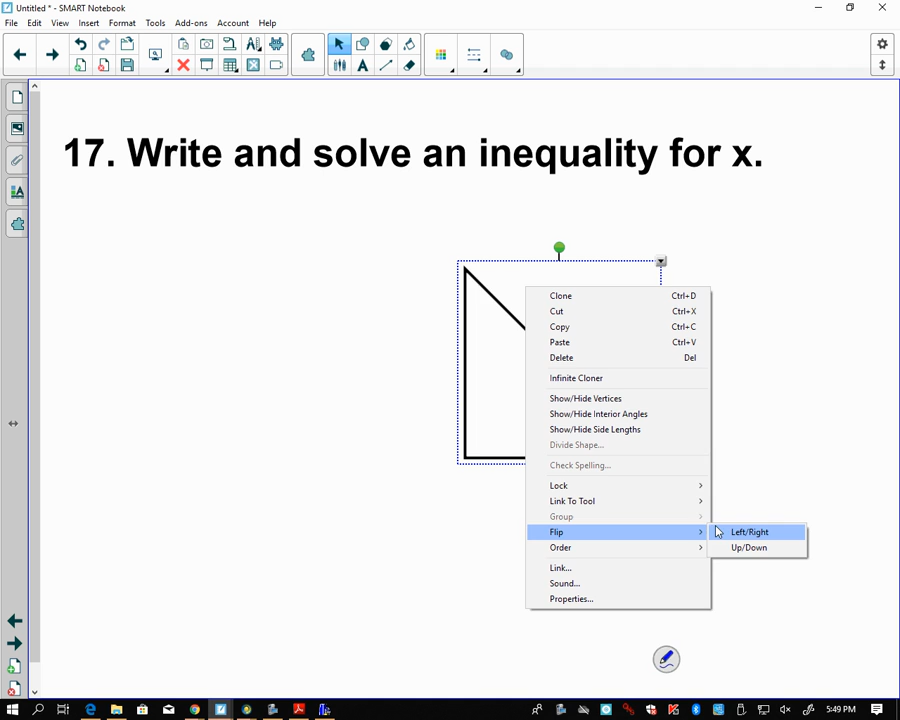 Untitled * - SMART Notebook
File Edit View Insert Format Tools Add-ons Account Help
17. Write and solve an inequality for x.
Clone Ctrl+D
Cut Ctrl+X
Copy Ctrl+C
Paste Ctrl+V
Delete Del
Infinite Cloner
Show/Hide Vertices
Show/Hide Interior Angles
Show/Hide Side Lengths
Divide Shape...
Check Spelling...
Lock
Link To Tool
Group
Flip
Left/Right
Order
Up/Down
Link...
Sound...
Properties...
5:49 PM